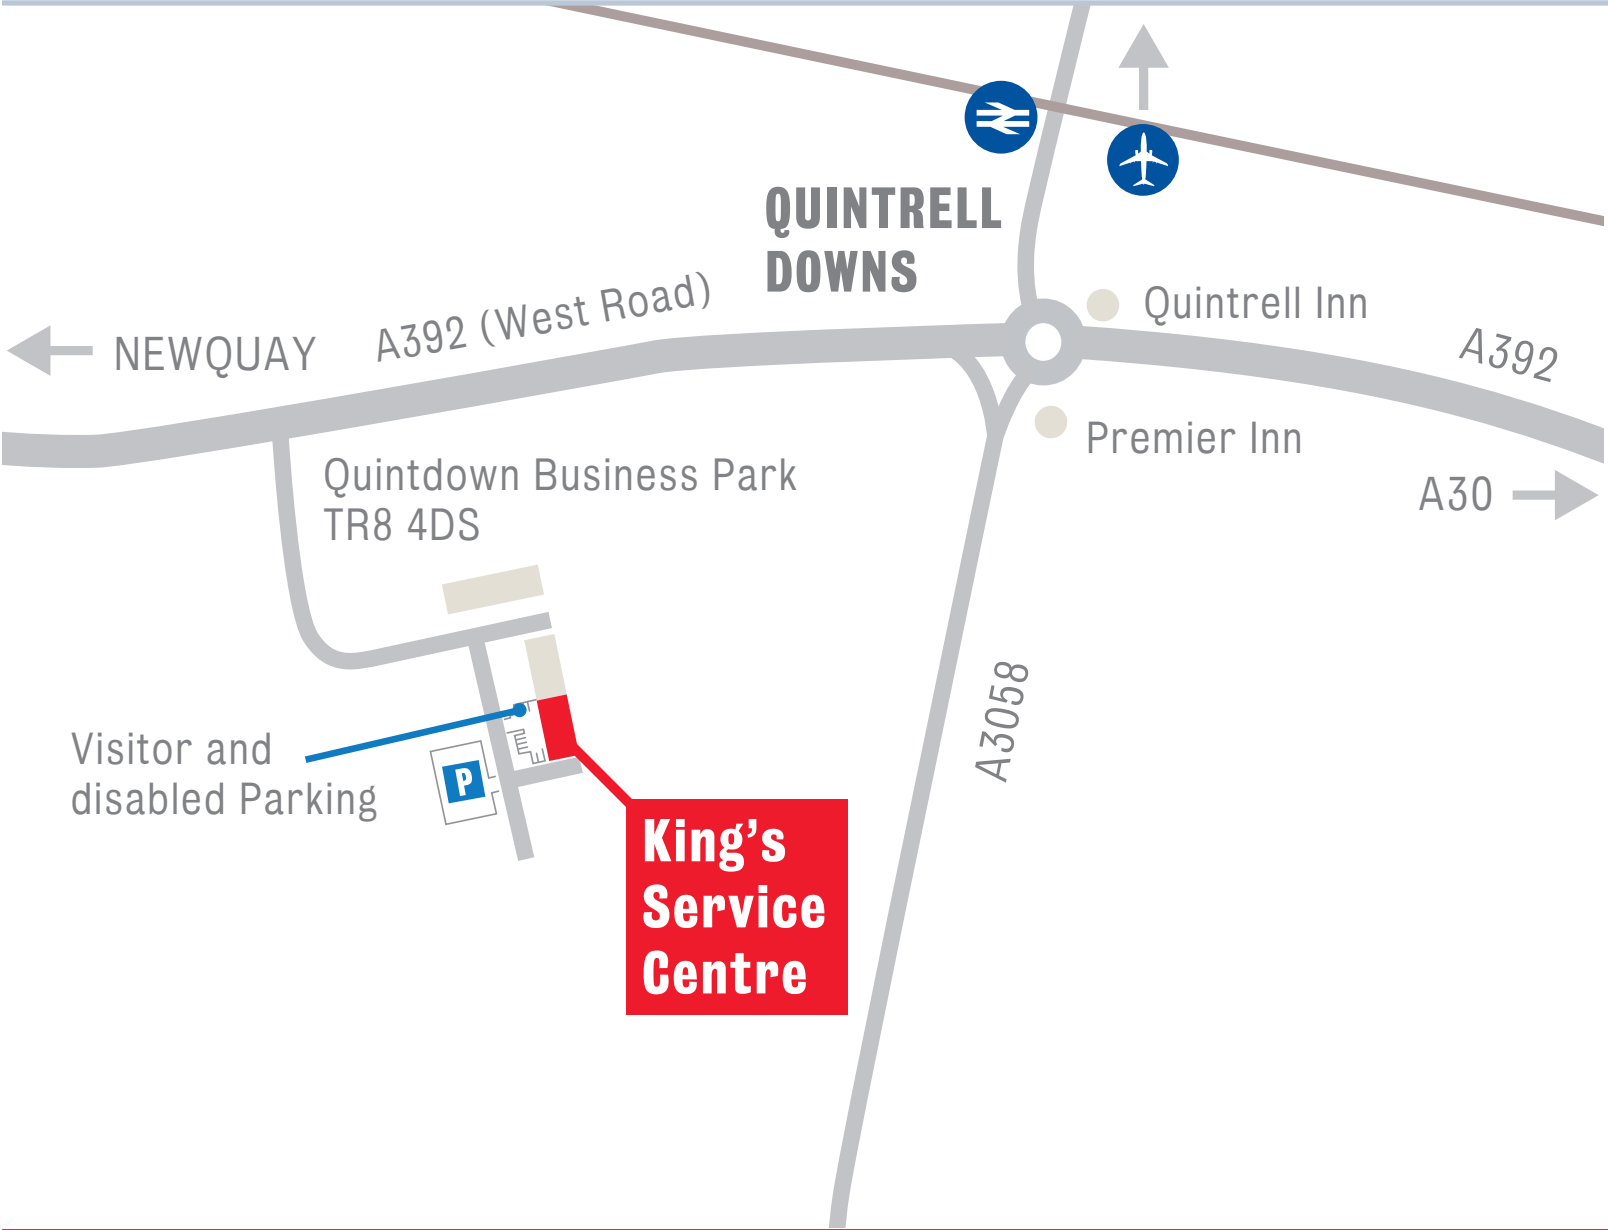 QUINTRELL
DOWNS
Quintrell Inn
A392 (West Road)
NEWQUAY
A392
Premier Inn
A30
Quintdown Business Park
TR8 4DS
A3058
Visitor and
disabled Parking
P
King’s
Service
Centre